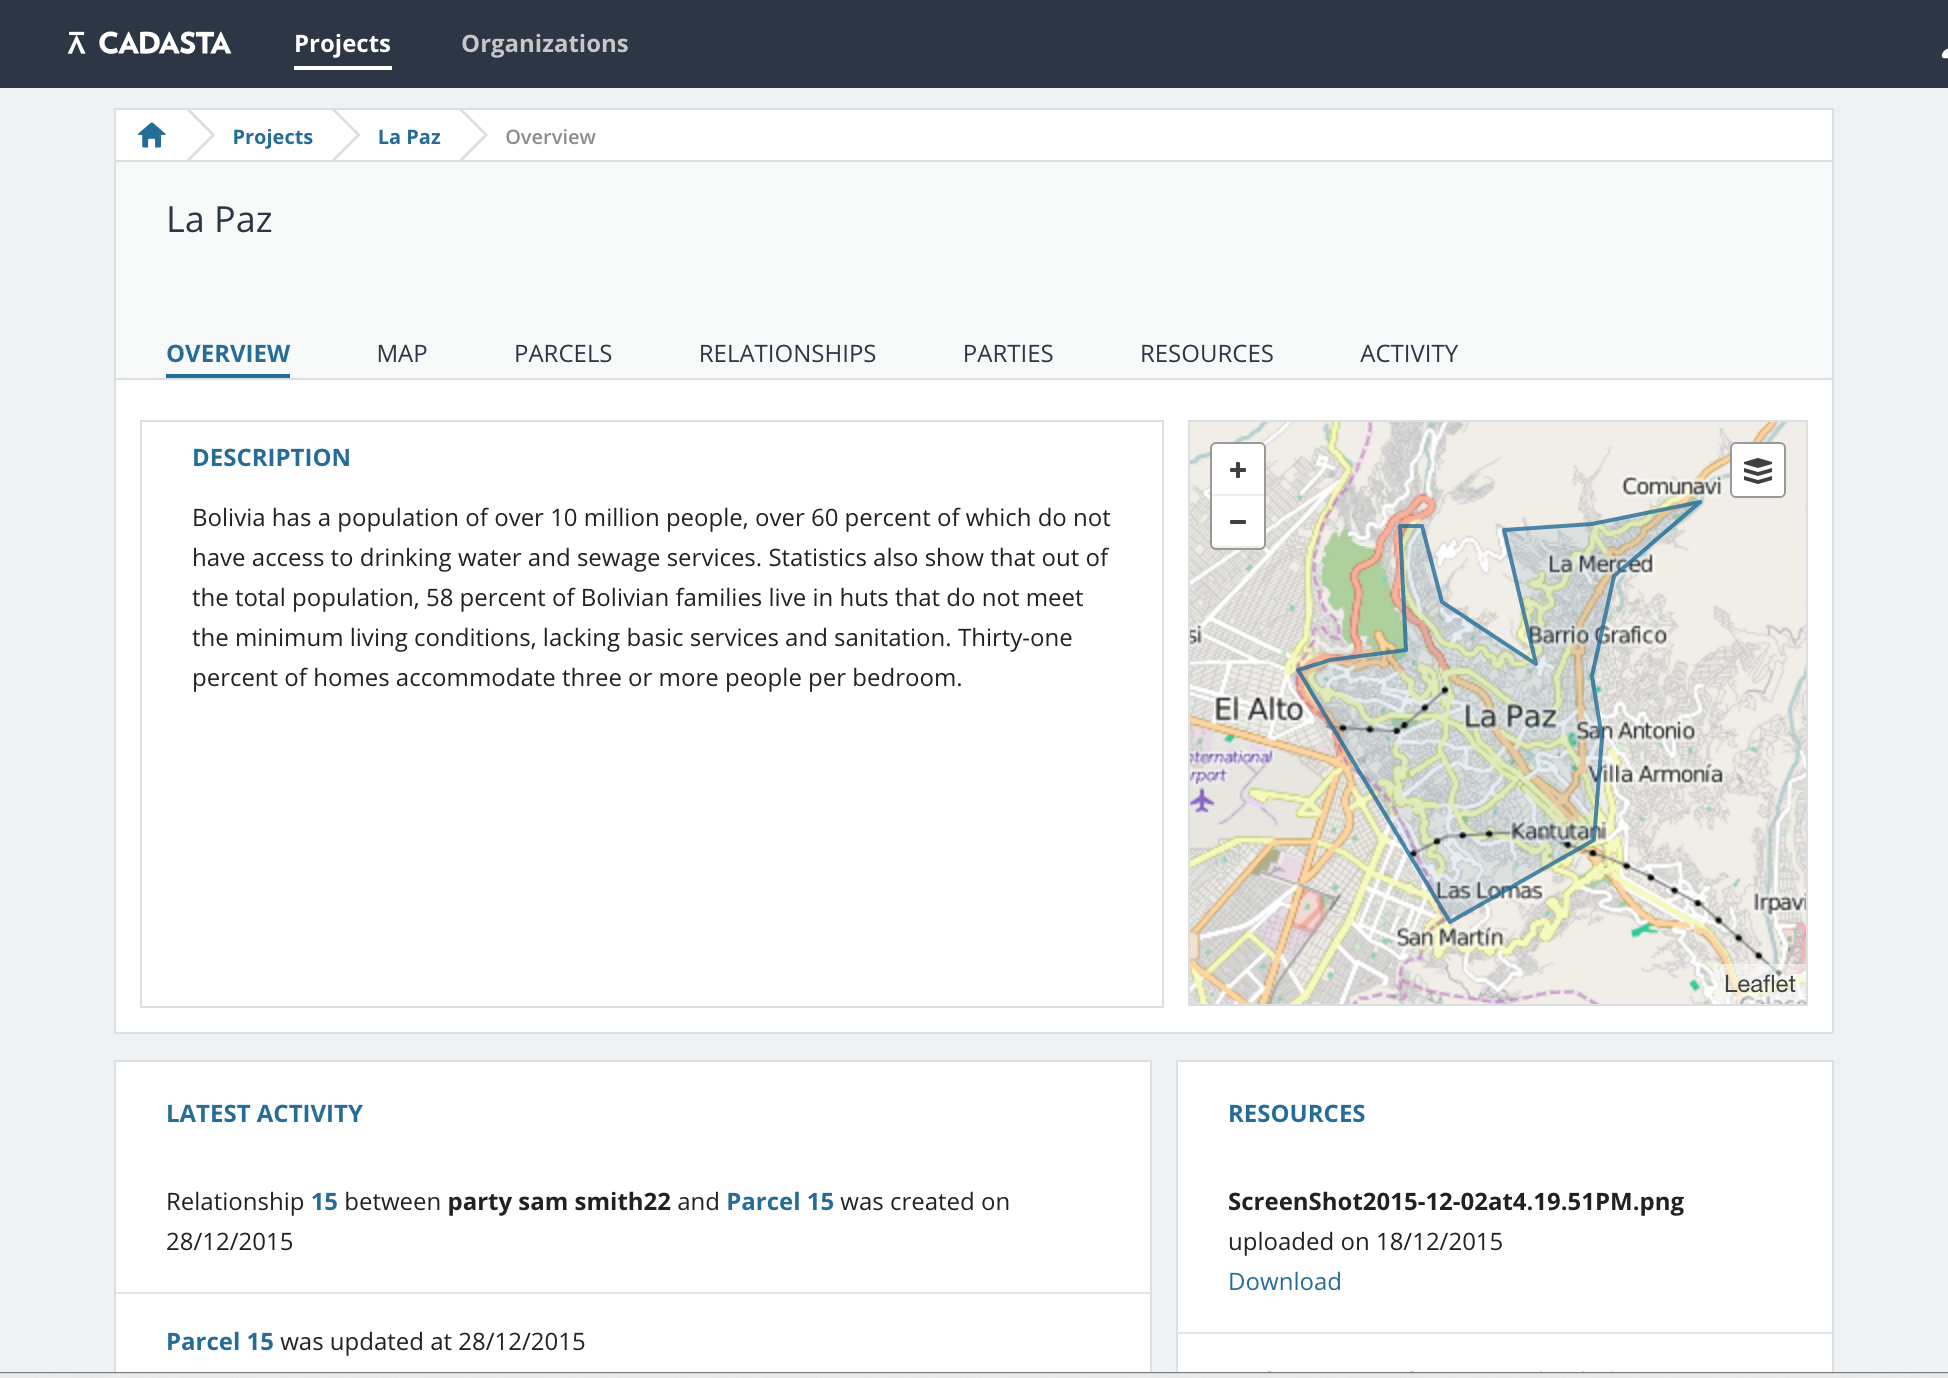 CADASTA Projects Organizations
Projects La Paz Overview
La Paz
OVERVIEW MAP PARCELS RELATIONSHIPS PARTIES RESOURCES ACTIVITY
DESCRIPTION
Bolivia has a population of over 10 million people, over 60 percent of which do not
have access to drinking water and sewage services. Statistics also show that out of
the total population, 58 percent of Bolivian families live in huts that do not meet
the minimum living conditions, lacking basic services and sanitation. Thirty-one
percent of homes accommodate three or more people per bedroom.
+
−
Comunavi
La Merced
si
Barrio Grafico
El Alto
La Paz
San Antonio
nternational
rport
Villa Armonía
Kantutani
Las Lomas
Irpavi
San Martín
Leaflet
LATEST ACTIVITY
Relationship 15 between party sam smith22 and Parcel 15 was created on
28/12/2015
Parcel 15 was updated at 28/12/2015
RESOURCES
ScreenShot2015-12-02at4.19.51PM.png
uploaded on 18/12/2015
Download